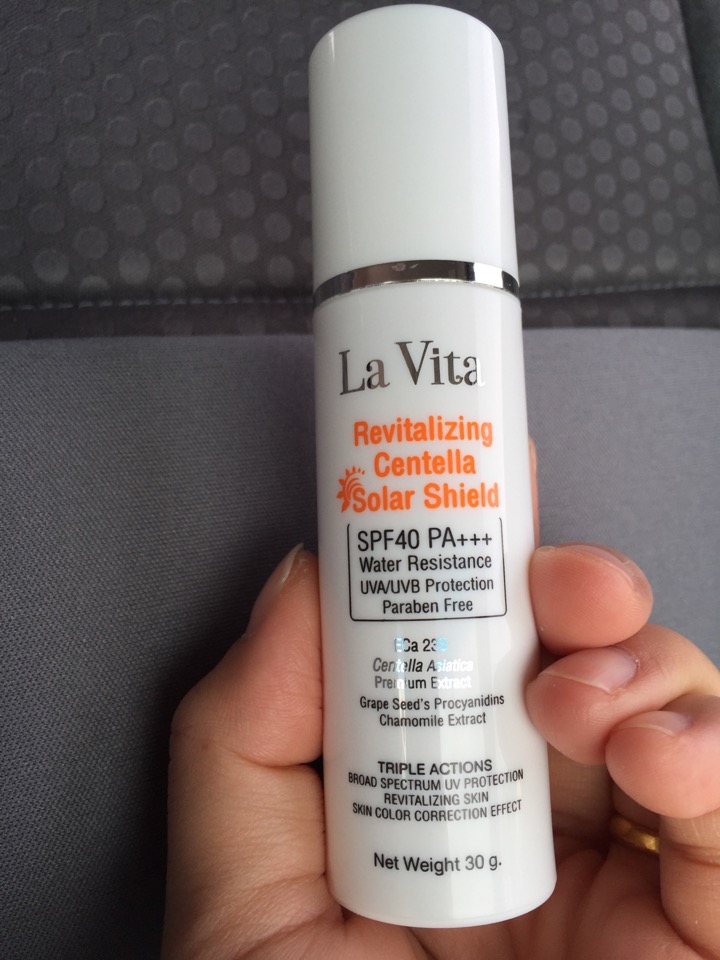 La Vita
Revitalizing
Centella
Solar Shield
SPF40 PA+++
Water Resistance
UVA/UVB Protection
Paraben Free
Centella Asiatica
Premium Extract
Grape Seed's Procyanidins
Chamomile Extract
TRIPLE ACTIONS
BROAD SPECTRUM UV PROTECTION
REVITALIZING SKIN
SKIN COLOR CORRECTION EFFECT
Net Weight 30 g.